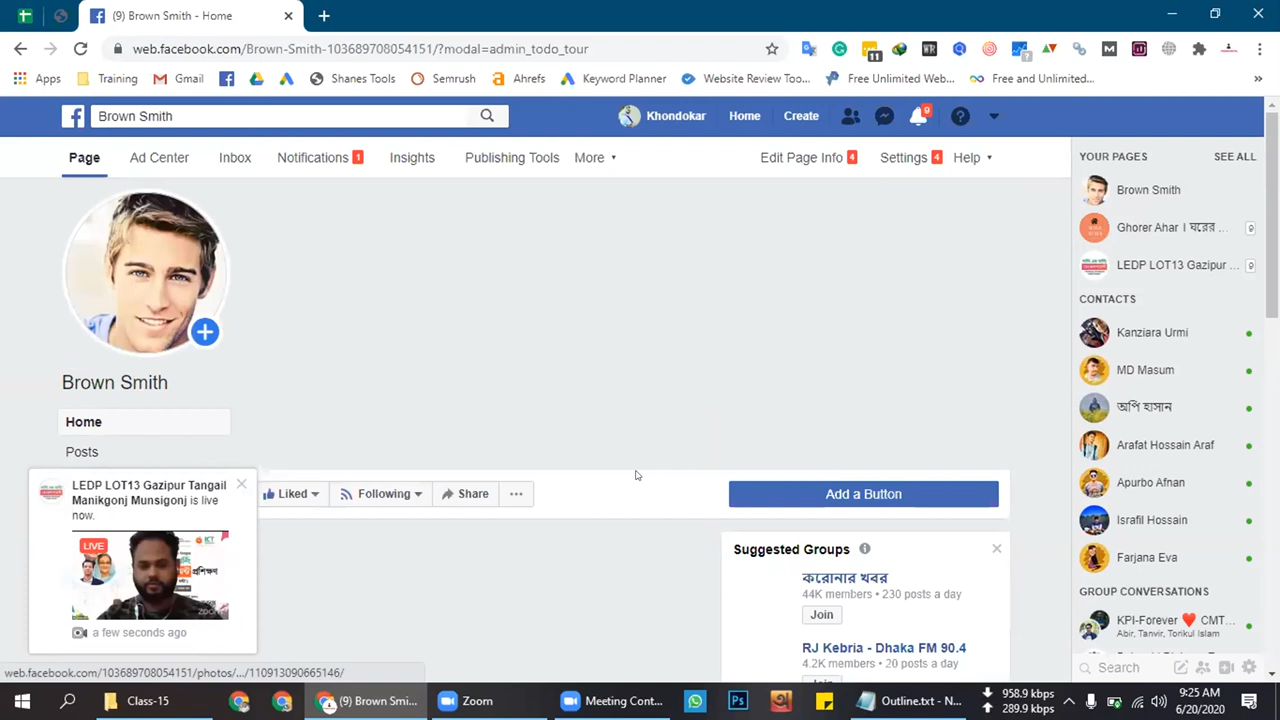 (9) Brown Smith - Home
web.facebook.com/Brown-Smith-103689708054151/?modal=admin_todo_tour
11
Apps
Training
Gmail
Shanes Tools
Semrush
Ahrefs
Keyword Planner
Website Review Too...
Free Unlimited Web...
Free and Unlimited...
Brown Smith
Khondokar
Home
Create
9
Page
Ad Center
Inbox
Notifications 1
Insights
Publishing Tools
More
Edit Page Info 4
Settings 4
Help
YOUR PAGES
SEE ALL
Brown Smith
Ghorer Ahar । ঘরের ...
9
LEDP LOT13 Gazipur ...
9
CONTACTS
Kanziara Urmi
MD Masum
অপি হাসান
Arafat Hossain Araf
Apurbo Afnan
Israfil Hossain
Farjana Eva
GROUP CONVERSATIONS
KPI-Forever ❤️ CMT...
Abir, Tanvir, Torikul Islam
Search
Brown Smith
Home
Posts
LEDP LOT13 Gazipur Tangail
Manikgonj Munsigonj is live
now.
LIVE
প্রশিক্ষণ
zoom
a few seconds ago
Liked
Following
Share
Add a Button
Suggested Groups
করোনার খবর
44K members • 230 posts a day
Join
RJ Kebria - Dhaka FM 90.4
4.2K members • 20 posts a day
web.facebook.com/103689708054151/photos/.../110913090665146/
Class-15
(9) Brown Smi...
Zoom
Meeting Cont...
Outline.txt - N...
958.9 kbps
289.9 kbps
9:25 AM
6/20/2020